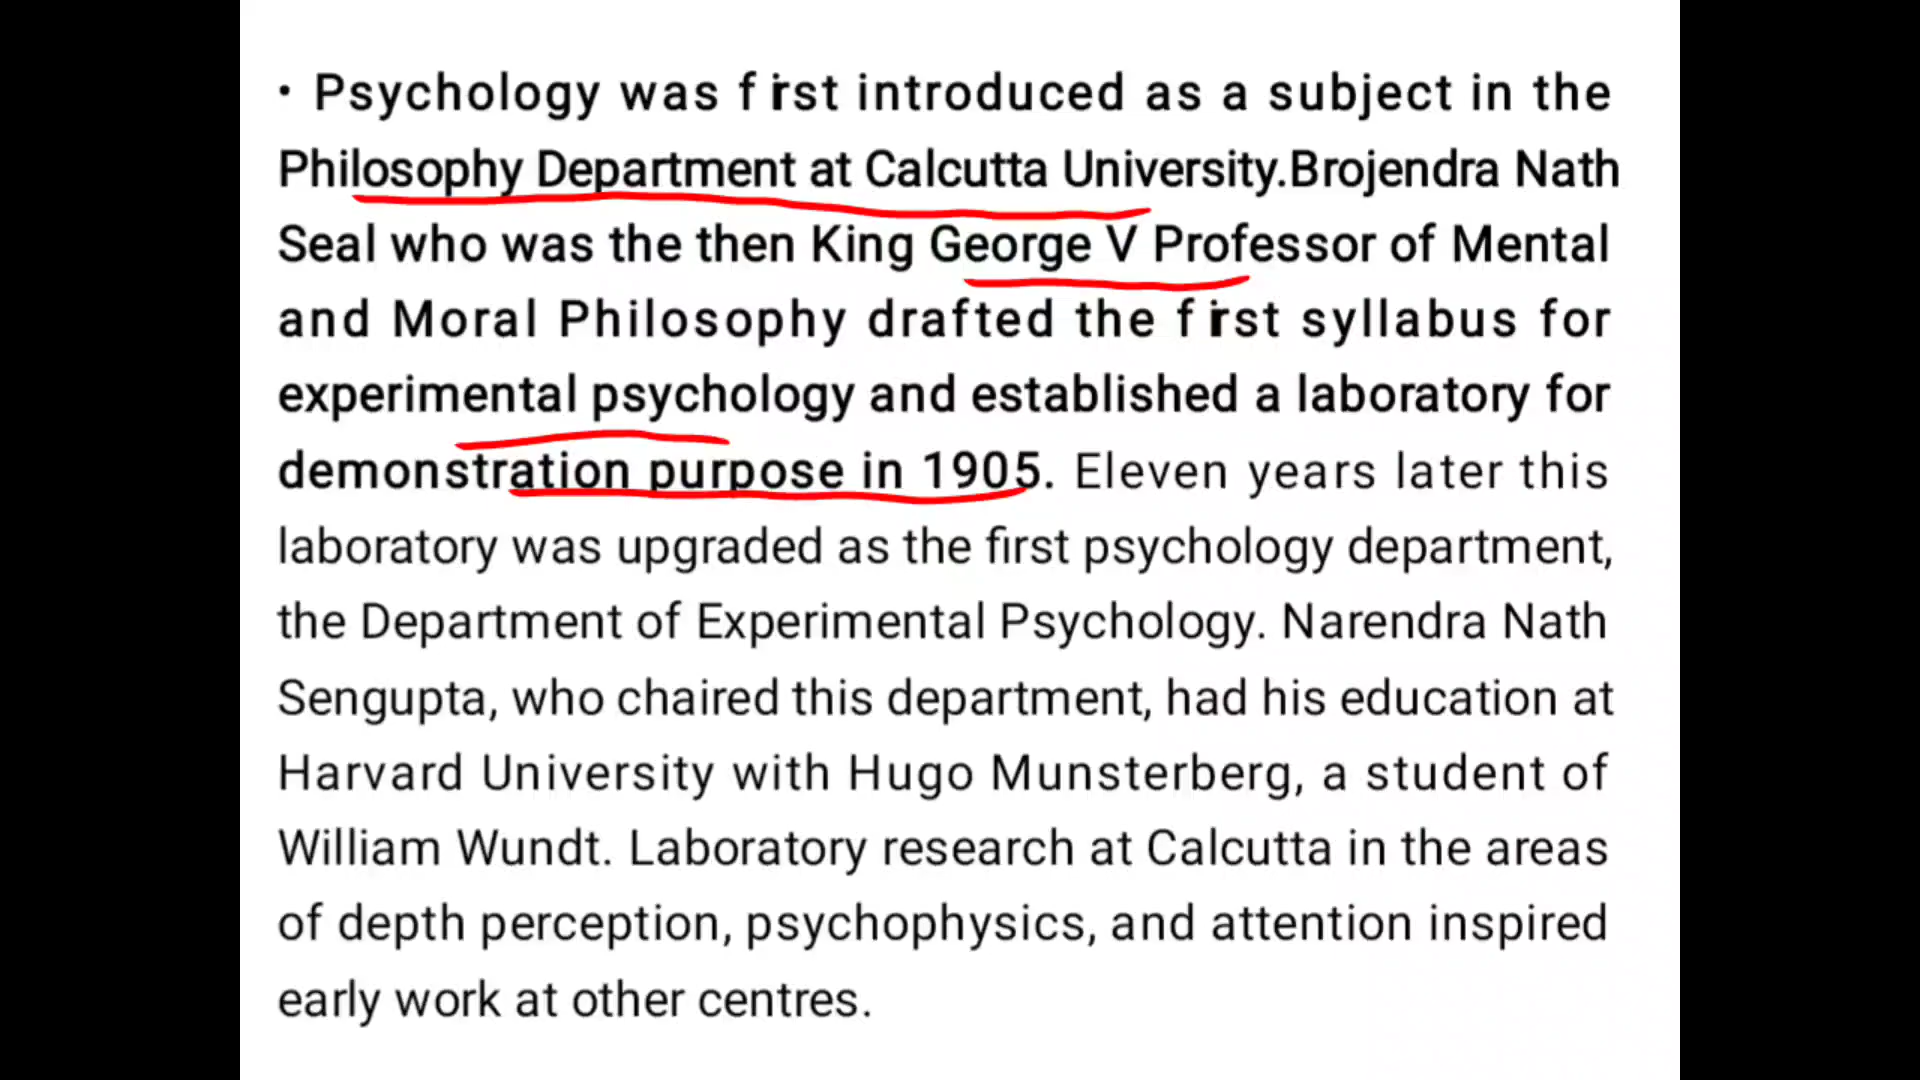 • Psychology was first introduced as a subject in the
Philosophy Department at Calcutta University.Brojendra Nath
Seal who was the then King George V Professor of Mental
and Moral Philosophy drafted the first syllabus for
experimental psychology and established a laboratory for
demonstration purpose in 1905. Eleven years later this
laboratory was upgraded as the first psychology department,
the Department of Experimental Psychology. Narendra Nath
Sengupta, who chaired this department, had his education at
Harvard University with Hugo Munsterberg, a student of
William Wundt. Laboratory research at Calcutta in the areas
of depth perception, psychophysics, and attention inspired
early work at other centres.